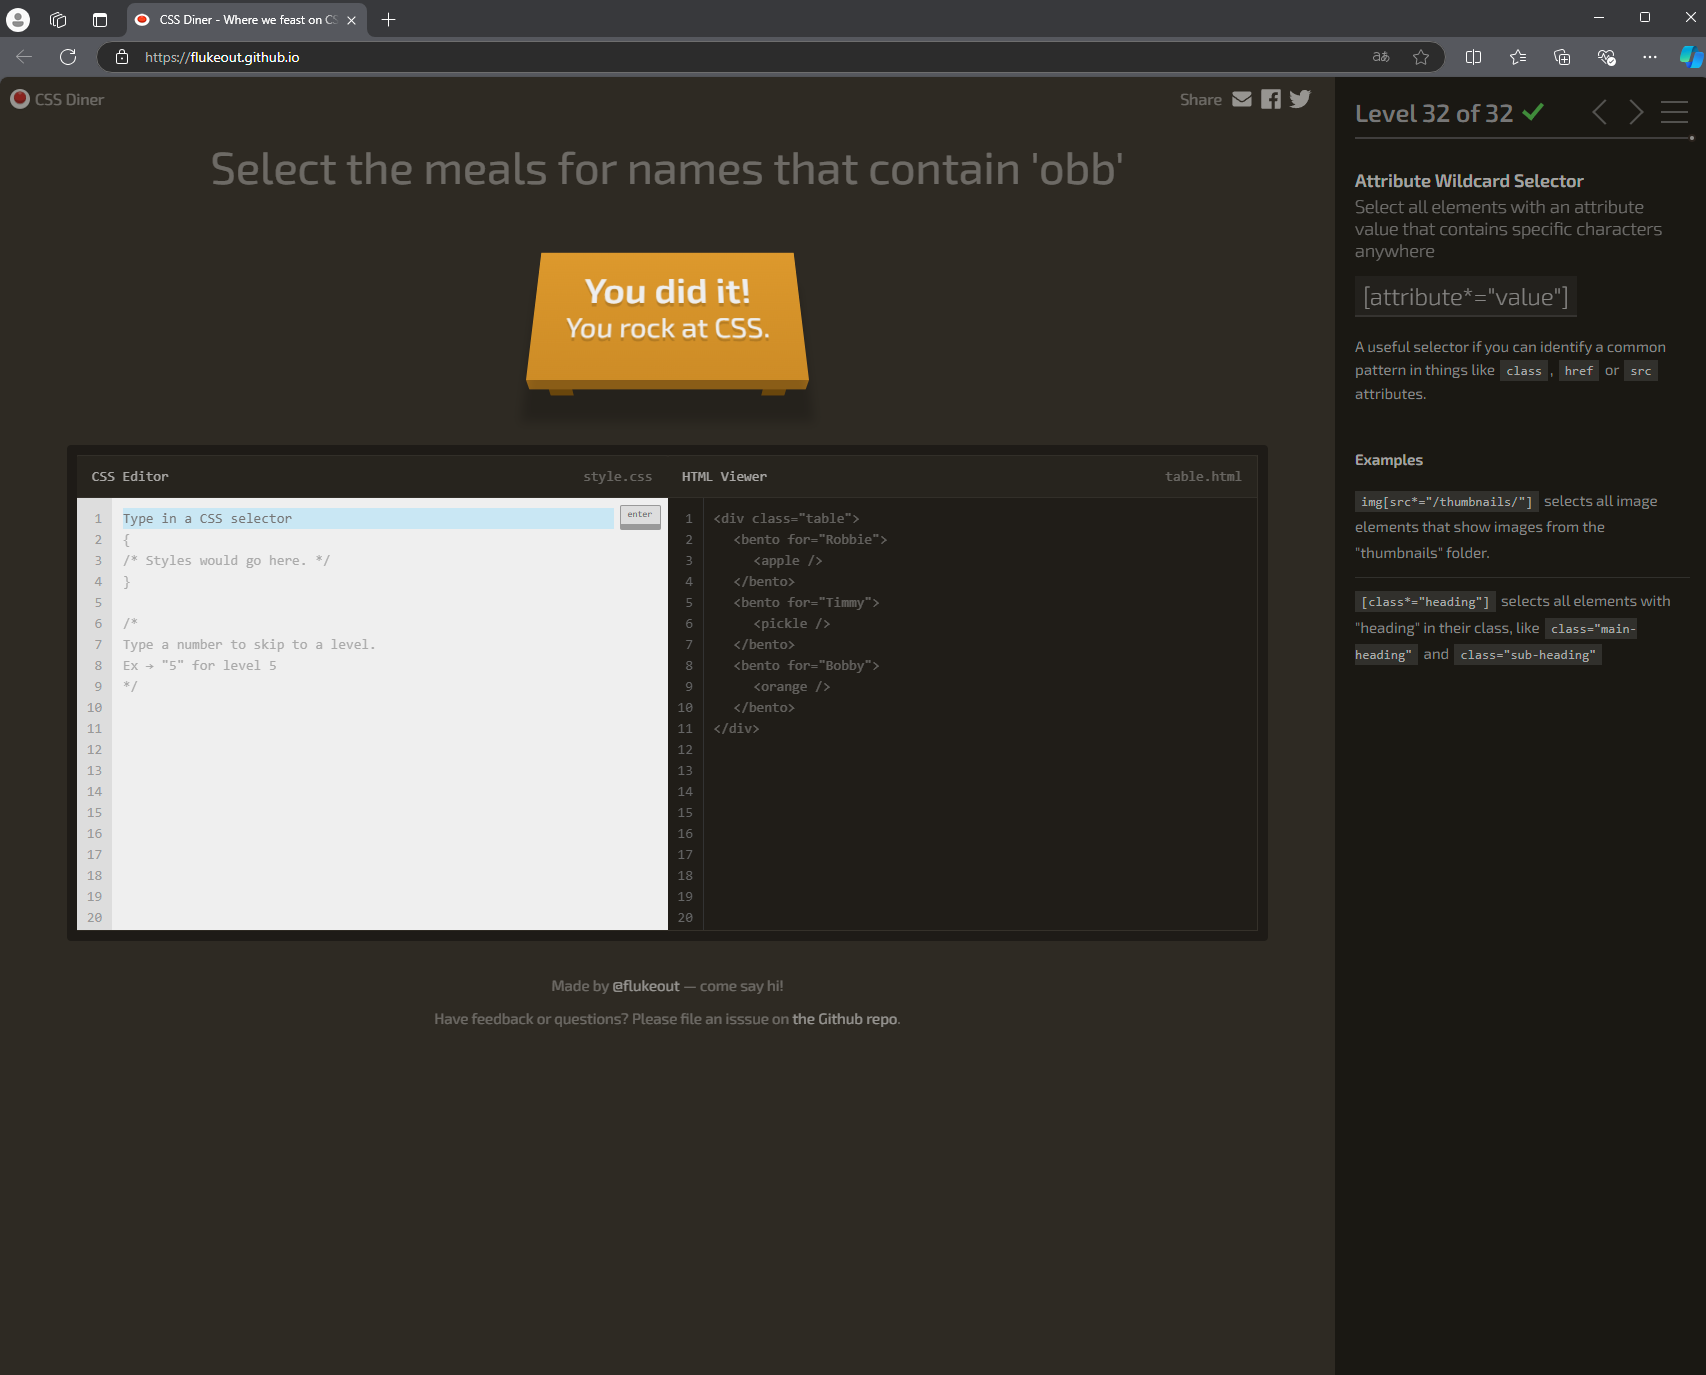 CSS Diner - Where we feast on CS
https://flukeout.github.io
CSS Diner
Share
Select the meals for names that contain 'obb'
You did it!
You rock at CSS.
CSS Editor
style.css
HTML Viewer
table.html
1 Type in a CSS selector
enter
2 {
3 /* Styles would go here. */
4 }
5
6 /*
7 Type a number to skip to a level.
8 Ex → "5" for level 5
9 */
10
11
12
13
14
15
16
17
18
19
20
1 <div class="table">
2 <bento for="Robbie">
3 <apple />
4 </bento>
5 <bento for="Timmy">
6 <pickle />
7 </bento>
8 <bento for="Bobby">
9 <orange />
10 </bento>
11 </div>
12
13
14
15
16
17
18
19
20
Made by @flukeout — come say hi!
Have feedback or questions? Please file an isssue on the Github repo.
Level 32 of 32
Attribute Wildcard Selector
Select all elements with an attribute
value that contains specific characters
anywhere
[attribute*="value"]
A useful selector if you can identify a common
pattern in things like class , href or src
attributes.
Examples
img[src*="/thumbnails/"] selects all image
elements that show images from the
"thumbnails" folder.
[class*="heading"] selects all elements with
"heading" in their class, like class="main-
heading" and class="sub-heading"